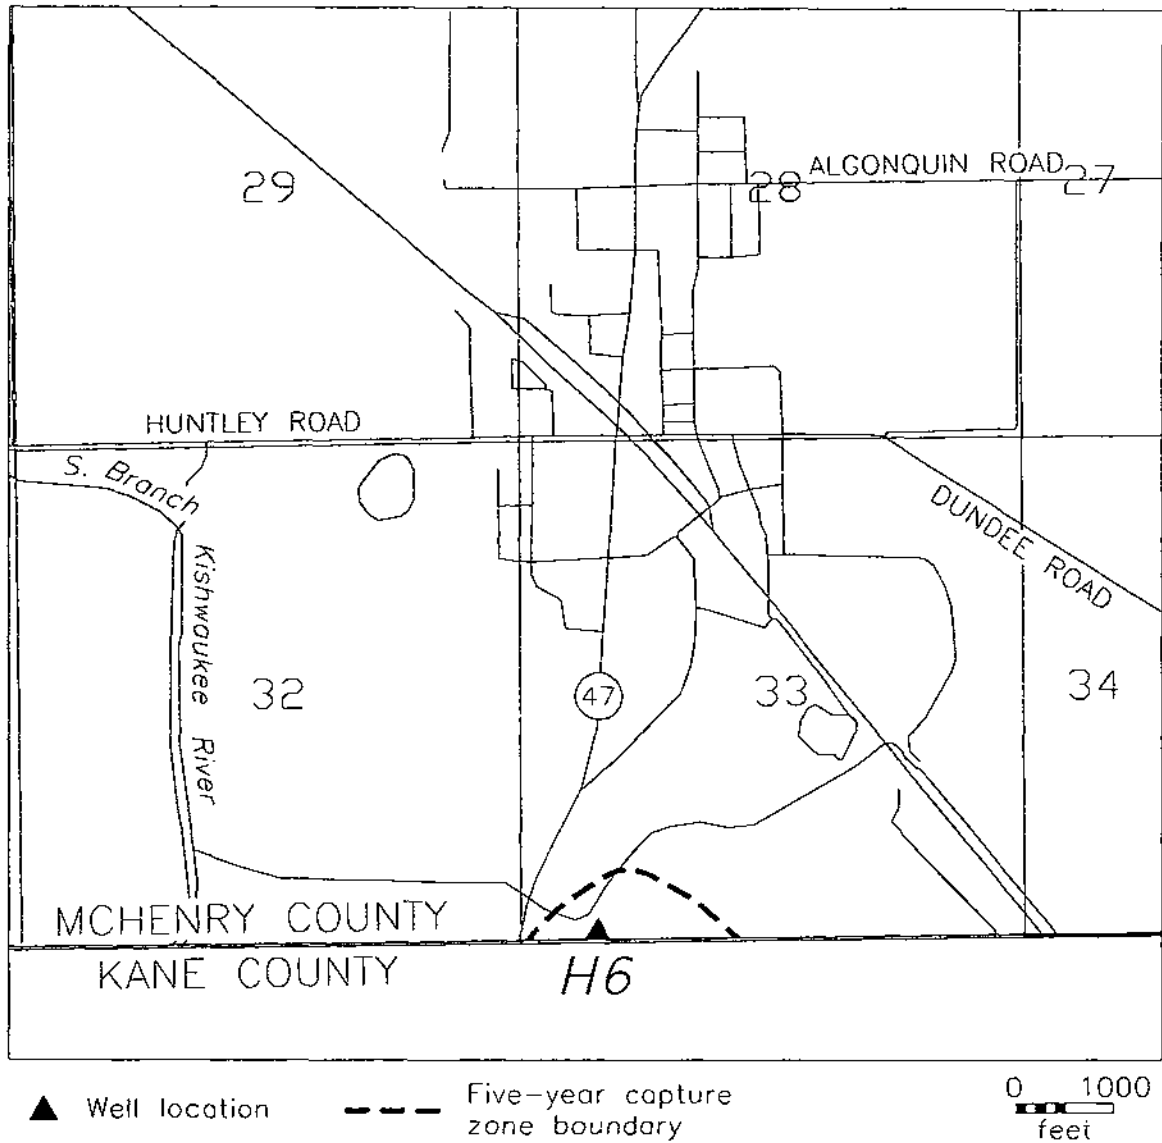 ALGONQUIN ROAD
29
28
27
HUNTLEY ROAD
S. Branch
DUNDEE ROAD
Kishwaukee River
32
47
33
34
MCHENRY COUNTY
KANE COUNTY
H6
Well location
Five-year capture
zone boundary
0 1000
feet